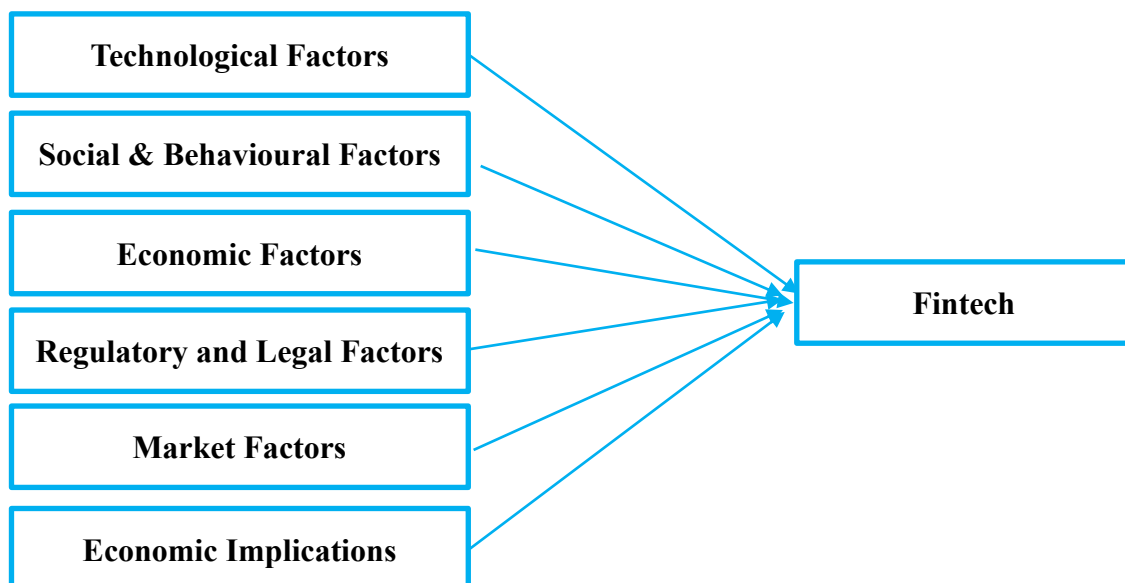 Technological Factors
Social & Behavioural Factors
Economic Factors
Fintech
Regulatory and Legal Factors
Market Factors
Economic Implications